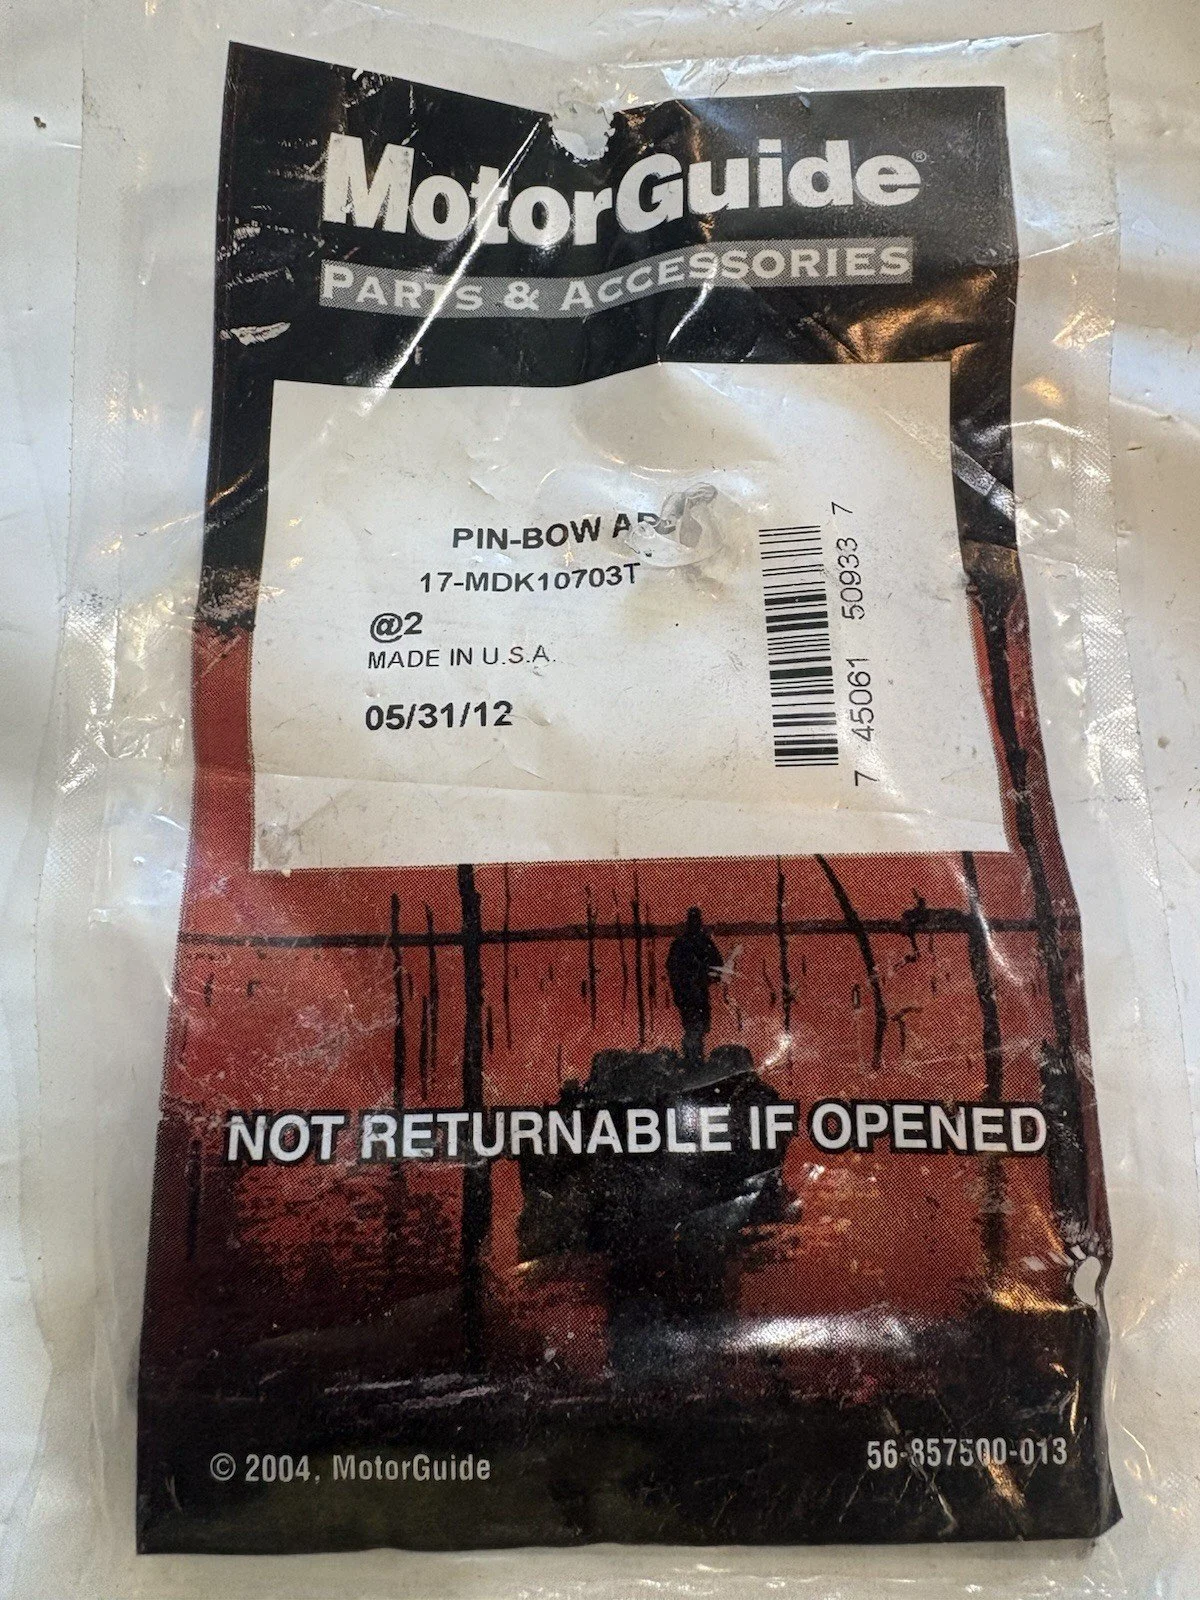 MotorGuide®
PARTS & ACCESSORIES
PIN-BOW
17-MDK10703T
@2
MADE IN U.S.A.
05/31/12
7 45061 50933 7
NOT RETURNABLE IF OPENED
© 2004, MotorGuide
56-857500-013